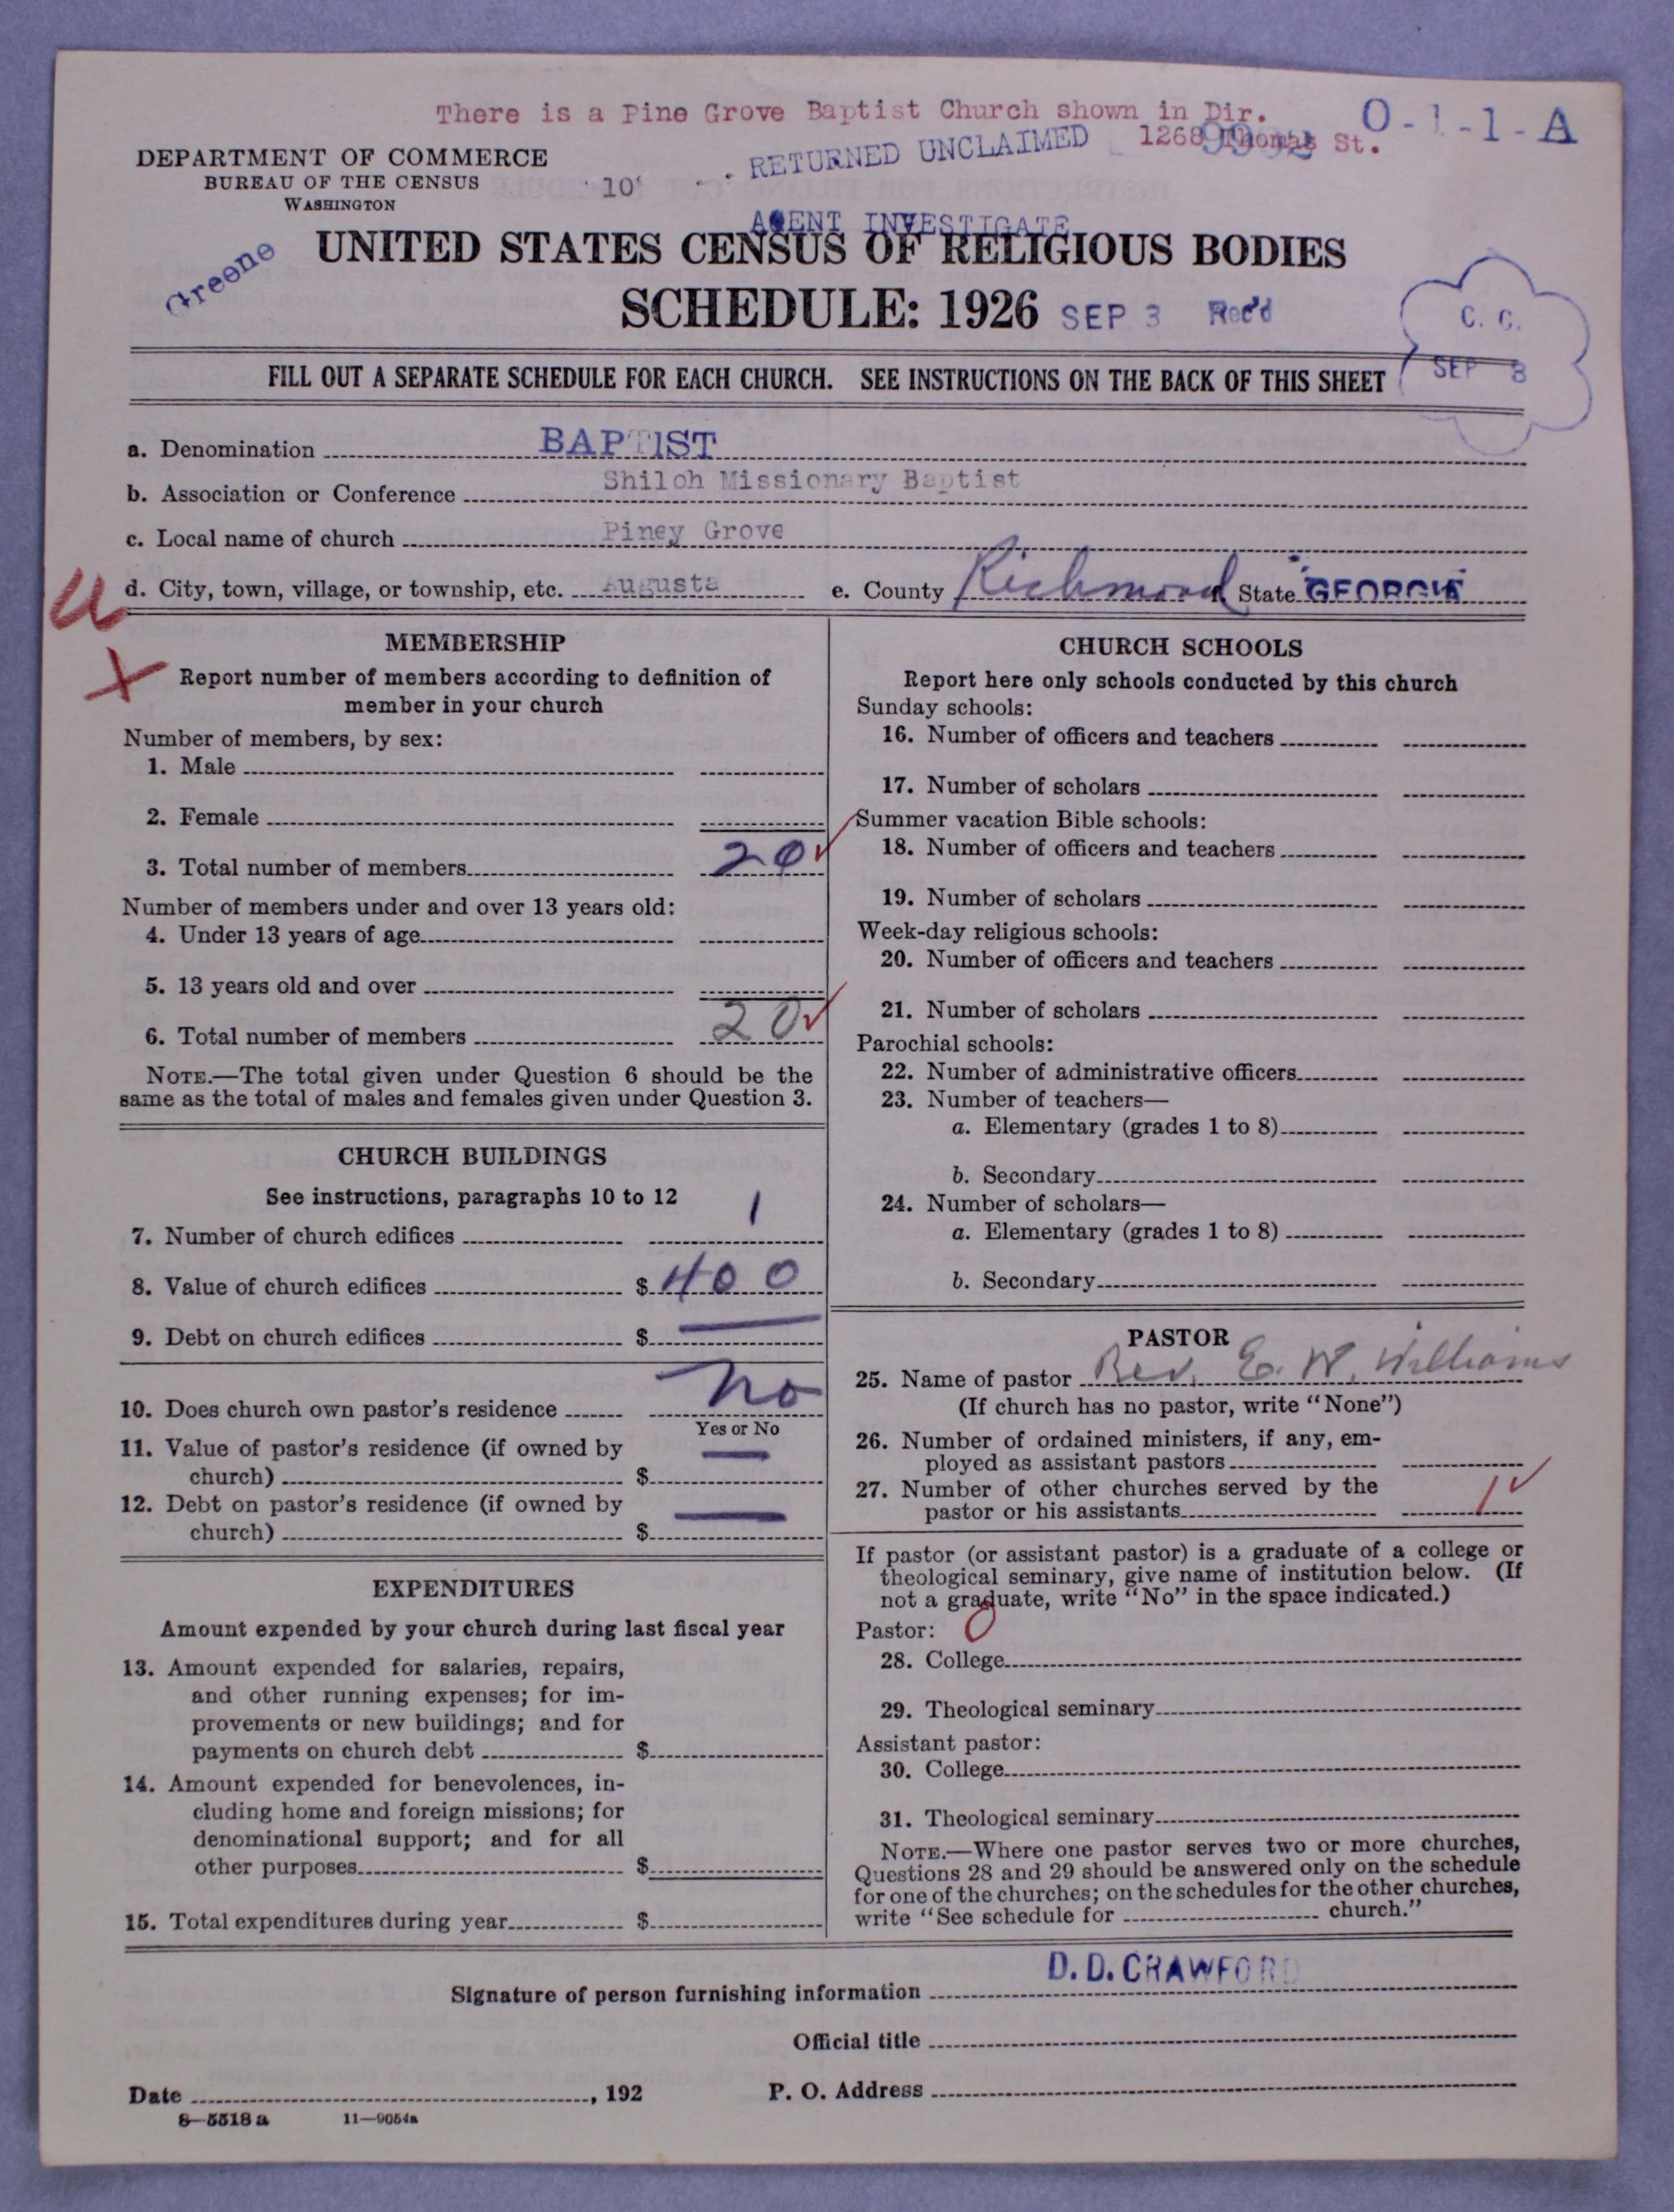 There is a Pine Grove Baptist Church shown in Dir.
1268 Thomas St.
O-1-1-A
RETURNED UNCLAIMED
DEPARTMENT OF COMMERCE
BUREAU OF THE CENSUS
WASHINGTON
10
AGENT INVESTIGATE
Greene
UNITED STATES CENSUS OF RELIGIOUS BODIES
SCHEDULE: 1926 SEP 3 Rec'd
C. C.
SEP 3
FILL OUT A SEPARATE SCHEDULE FOR EACH CHURCH. SEE INSTRUCTIONS ON THE BACK OF THIS SHEET
a. Denomination BAPTIST
b. Association or Conference Shiloh Missionary Baptist
c. Local name of church Piney Grove
d. City, town, village, or township, etc. Augusta e. County Richmond State GEORGIA
MEMBERSHIP
Report number of members according to definition of
member in your church
Number of members, by sex:
1. Male
2. Female
3. Total number of members 20
Number of members under and over 13 years old:
4. Under 13 years of age
5. 13 years old and over
6. Total number of members 20
NOTE.—The total given under Question 6 should be the
same as the total of males and females given under Question 3.
CHURCH BUILDINGS
See instructions, paragraphs 10 to 12
7. Number of church edifices 1
8. Value of church edifices $ 400
9. Debt on church edifices $ —
10. Does church own pastor's residence No
Yes or No
11. Value of pastor's residence (if owned by
church) $ —
12. Debt on pastor's residence (if owned by
church) $ —
EXPENDITURES
Amount expended by your church during last fiscal year
13. Amount expended for salaries, repairs,
and other running expenses; for im-
provements or new buildings; and for
payments on church debt $
14. Amount expended for benevolences, in-
cluding home and foreign missions; for
denominational support; and for all
other purposes $
15. Total expenditures during year $
CHURCH SCHOOLS
Report here only schools conducted by this church
Sunday schools:
16. Number of officers and teachers
17. Number of scholars
Summer vacation Bible schools:
18. Number of officers and teachers
19. Number of scholars
Week-day religious schools:
20. Number of officers and teachers
21. Number of scholars
Parochial schools:
22. Number of administrative officers
23. Number of teachers—
a. Elementary (grades 1 to 8)
b. Secondary
24. Number of scholars—
a. Elementary (grades 1 to 8)
b. Secondary
PASTOR
25. Name of pastor Rev. E. W. Williams
(If church has no pastor, write "None")
26. Number of ordained ministers, if any, em-
ployed as assistant pastors
27. Number of other churches served by the
pastor or his assistants 1
If pastor (or assistant pastor) is a graduate of a college or
theological seminary, give name of institution below. (If
not a graduate, write "No" in the space indicated.)
Pastor: 0
28. College
29. Theological seminary
Assistant pastor:
30. College
31. Theological seminary
NOTE.—Where one pastor serves two or more churches,
Questions 28 and 29 should be answered only on the schedule
for one of the churches; on the schedules for the other churches,
write "See schedule for church."
Signature of person furnishing information D. D. CRAWFORD
Official title
Date , 192 P. O. Address
8—5518 a 11—9054a